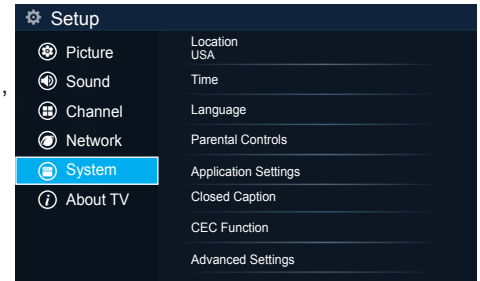 Setup
Picture
Sound
,
Channel
Network
System
About TV
Location
USA
Time
Language
Parental Controls
Application Settings
Closed Caption
CEC Function
Advanced Settings